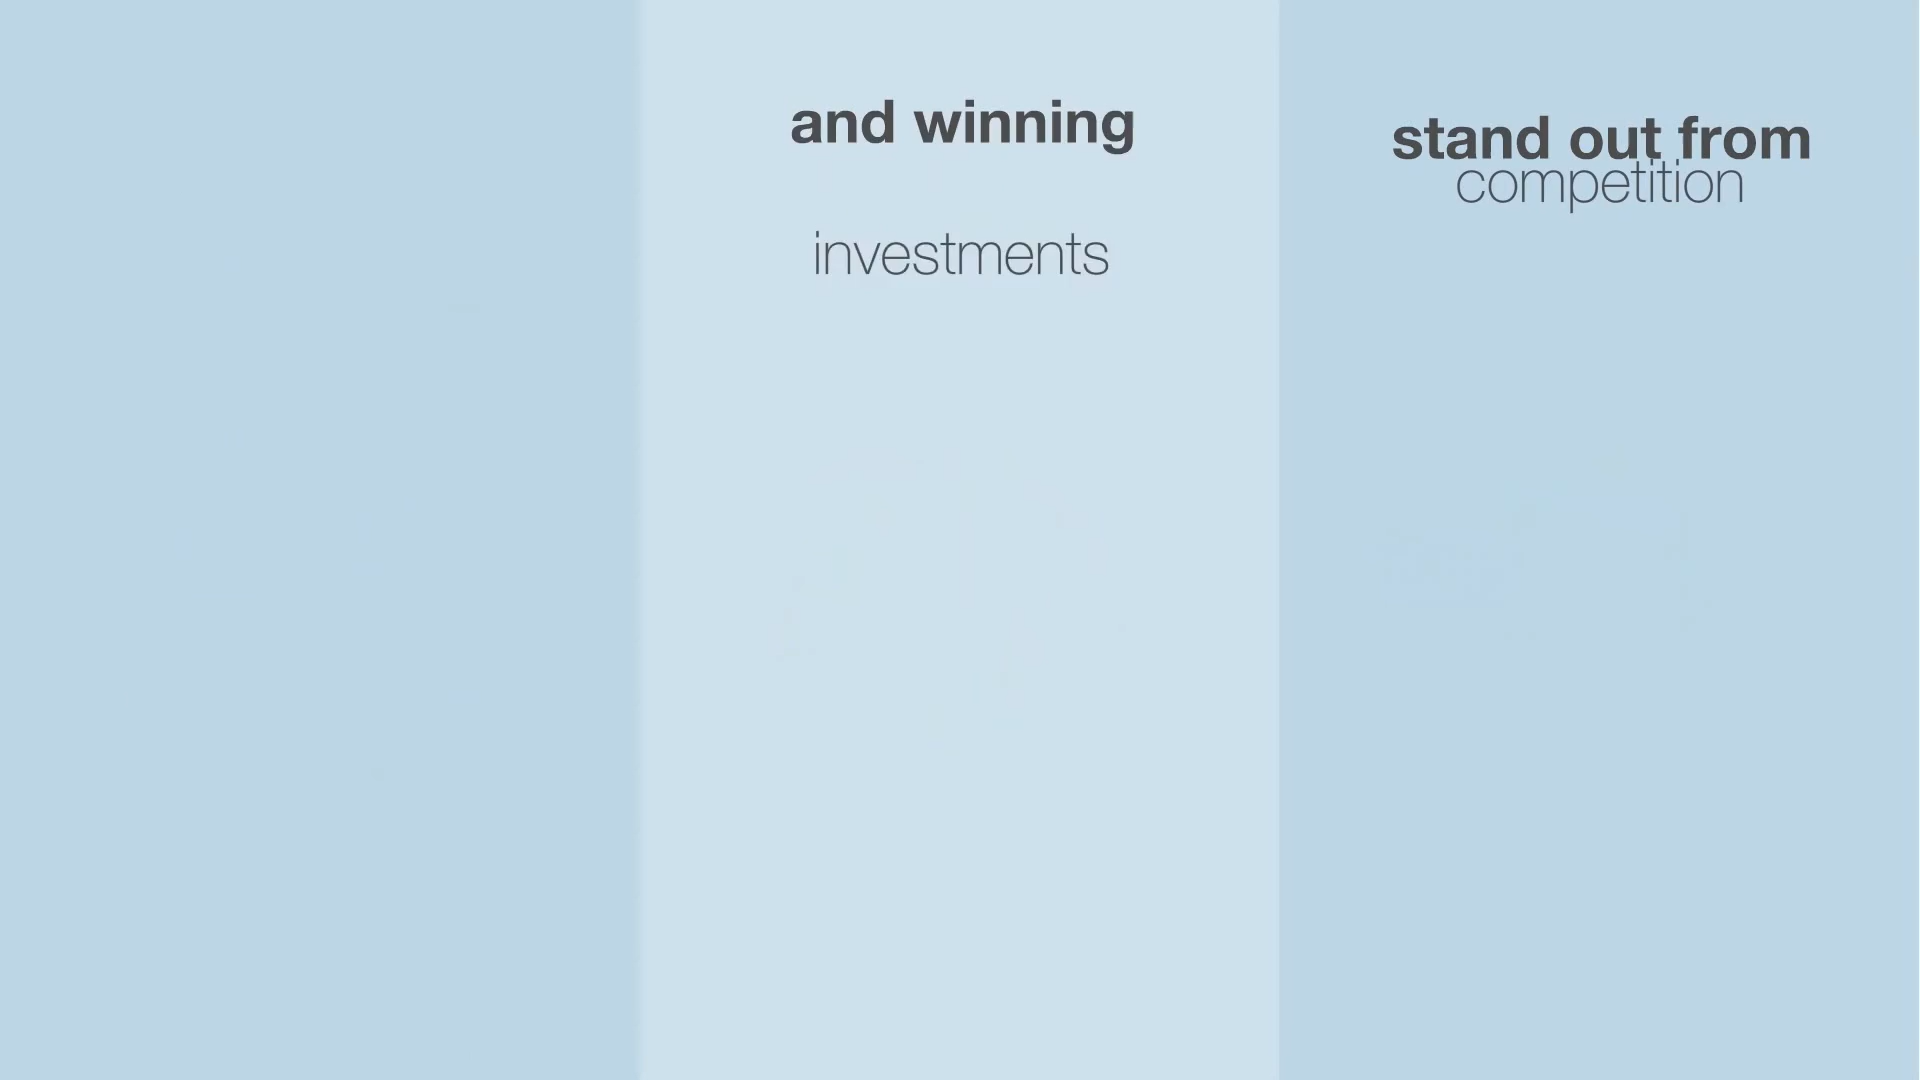 and winning
investments
stand out from
competition